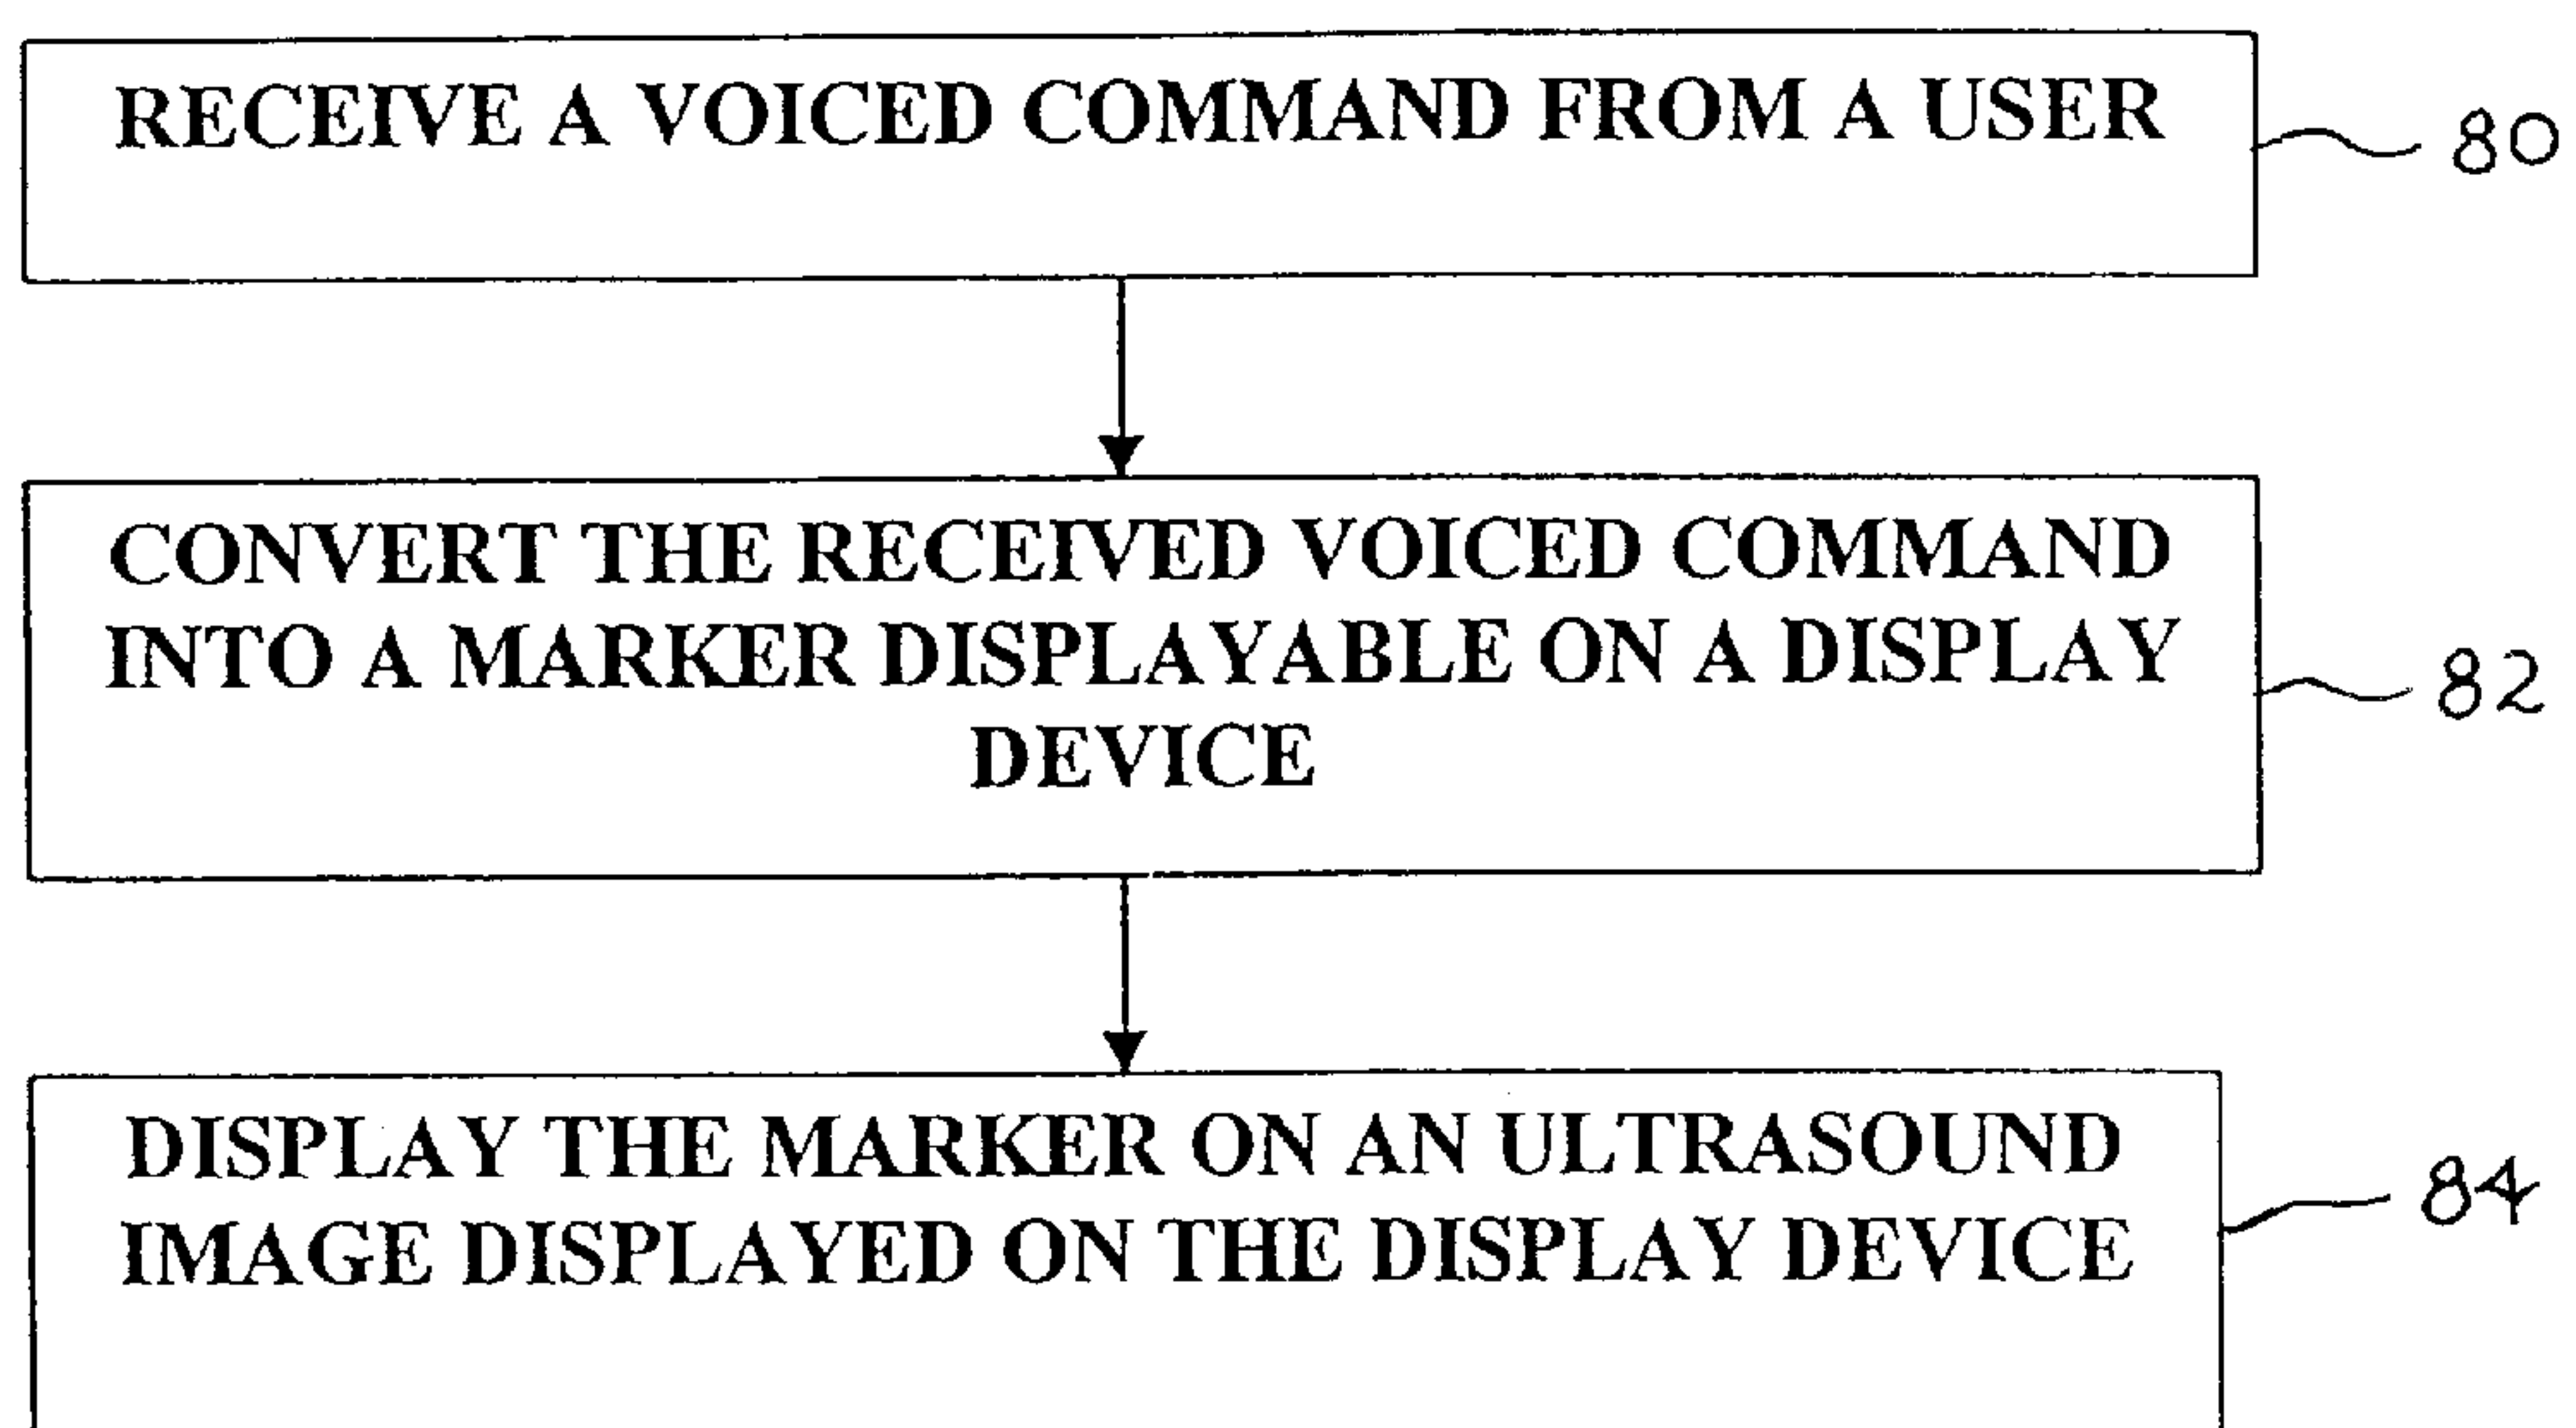 RECEIVE A VOICED COMMAND FROM A USER
80
CONVERT THE RECEIVED VOICED COMMAND
INTO A MARKER DISPLAYABLE ON A DISPLAY
DEVICE
82
DISPLAY THE MARKER ON AN ULTRASOUND
IMAGE DISPLAYED ON THE DISPLAY DEVICE
84